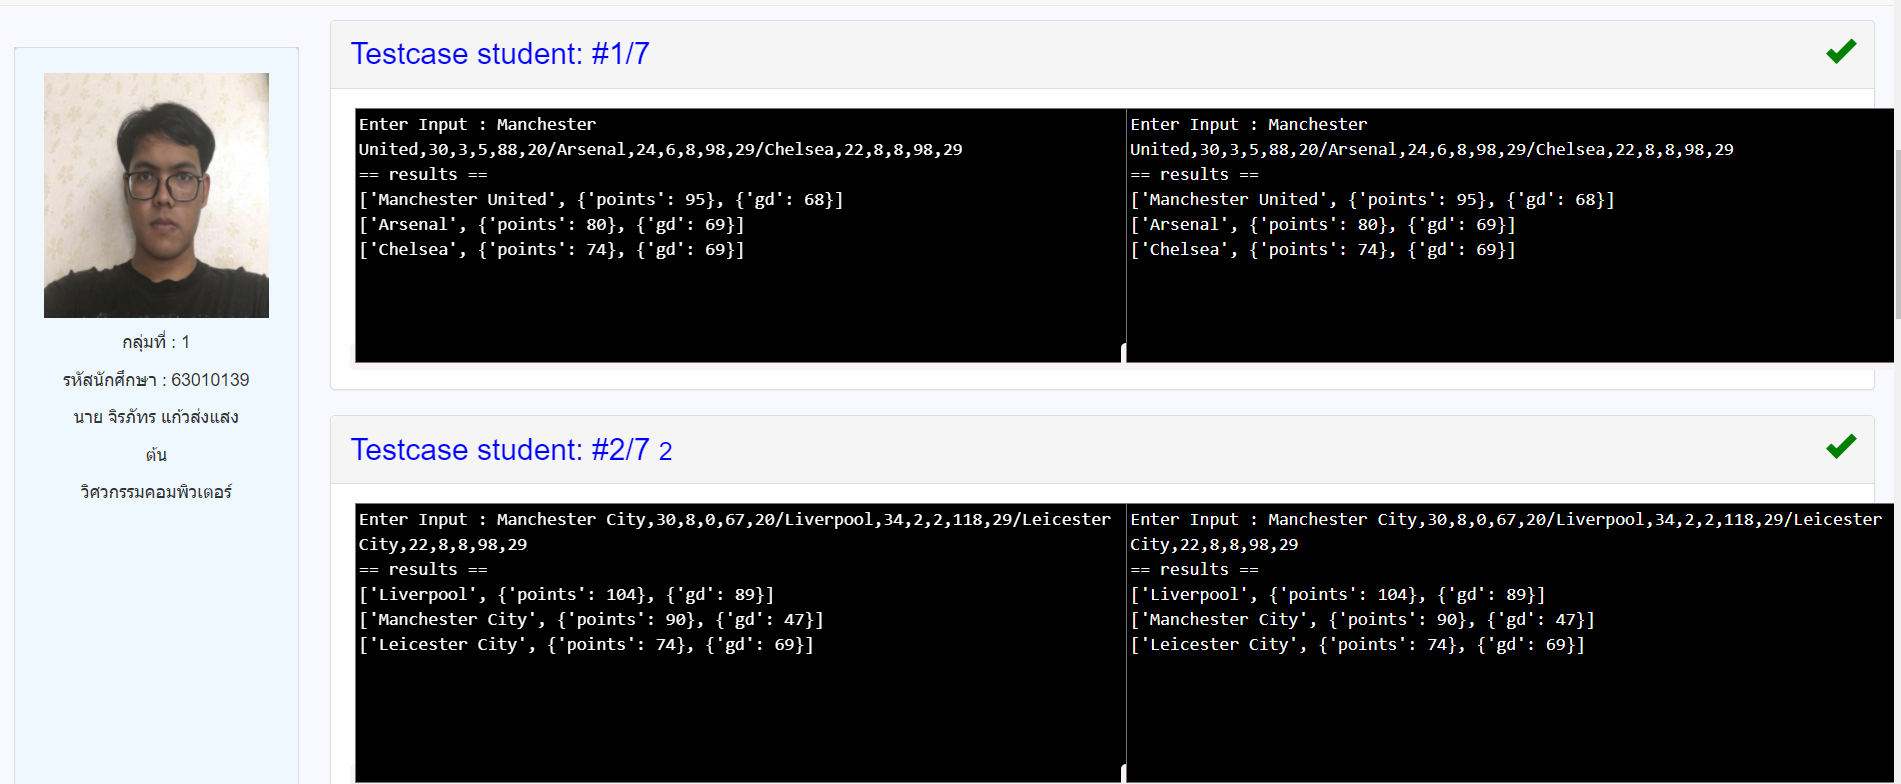 กลุ่มที่ : 1
รหัสนักศึกษา : 63010139
นาย จิรภัทร แก้วส่งแสง
ต้น
วิศวกรรมคอมพิวเตอร์
Testcase student: #1/7
Enter Input : Manchester
United,30,3,5,88,20/Arsenal,24,6,8,98,29/Chelsea,22,8,8,98,29
== results ==
['Manchester United', {'points': 95}, {'gd': 68}]
['Arsenal', {'points': 80}, {'gd': 69}]
['Chelsea', {'points': 74}, {'gd': 69}]
Enter Input : Manchester
United,30,3,5,88,20/Arsenal,24,6,8,98,29/Chelsea,22,8,8,98,29
== results ==
['Manchester United', {'points': 95}, {'gd': 68}]
['Arsenal', {'points': 80}, {'gd': 69}]
['Chelsea', {'points': 74}, {'gd': 69}]
Testcase student: #2/7 2
Enter Input : Manchester City,30,8,0,67,20/Liverpool,34,2,2,118,29/Leicester
City,22,8,8,98,29
== results ==
['Liverpool', {'points': 104}, {'gd': 89}]
['Manchester City', {'points': 90}, {'gd': 47}]
['Leicester City', {'points': 74}, {'gd': 69}]
Enter Input : Manchester City,30,8,0,67,20/Liverpool,34,2,2,118,29/Leicester
City,22,8,8,98,29
== results ==
['Liverpool', {'points': 104}, {'gd': 89}]
['Manchester City', {'points': 90}, {'gd': 47}]
['Leicester City', {'points': 74}, {'gd': 69}]